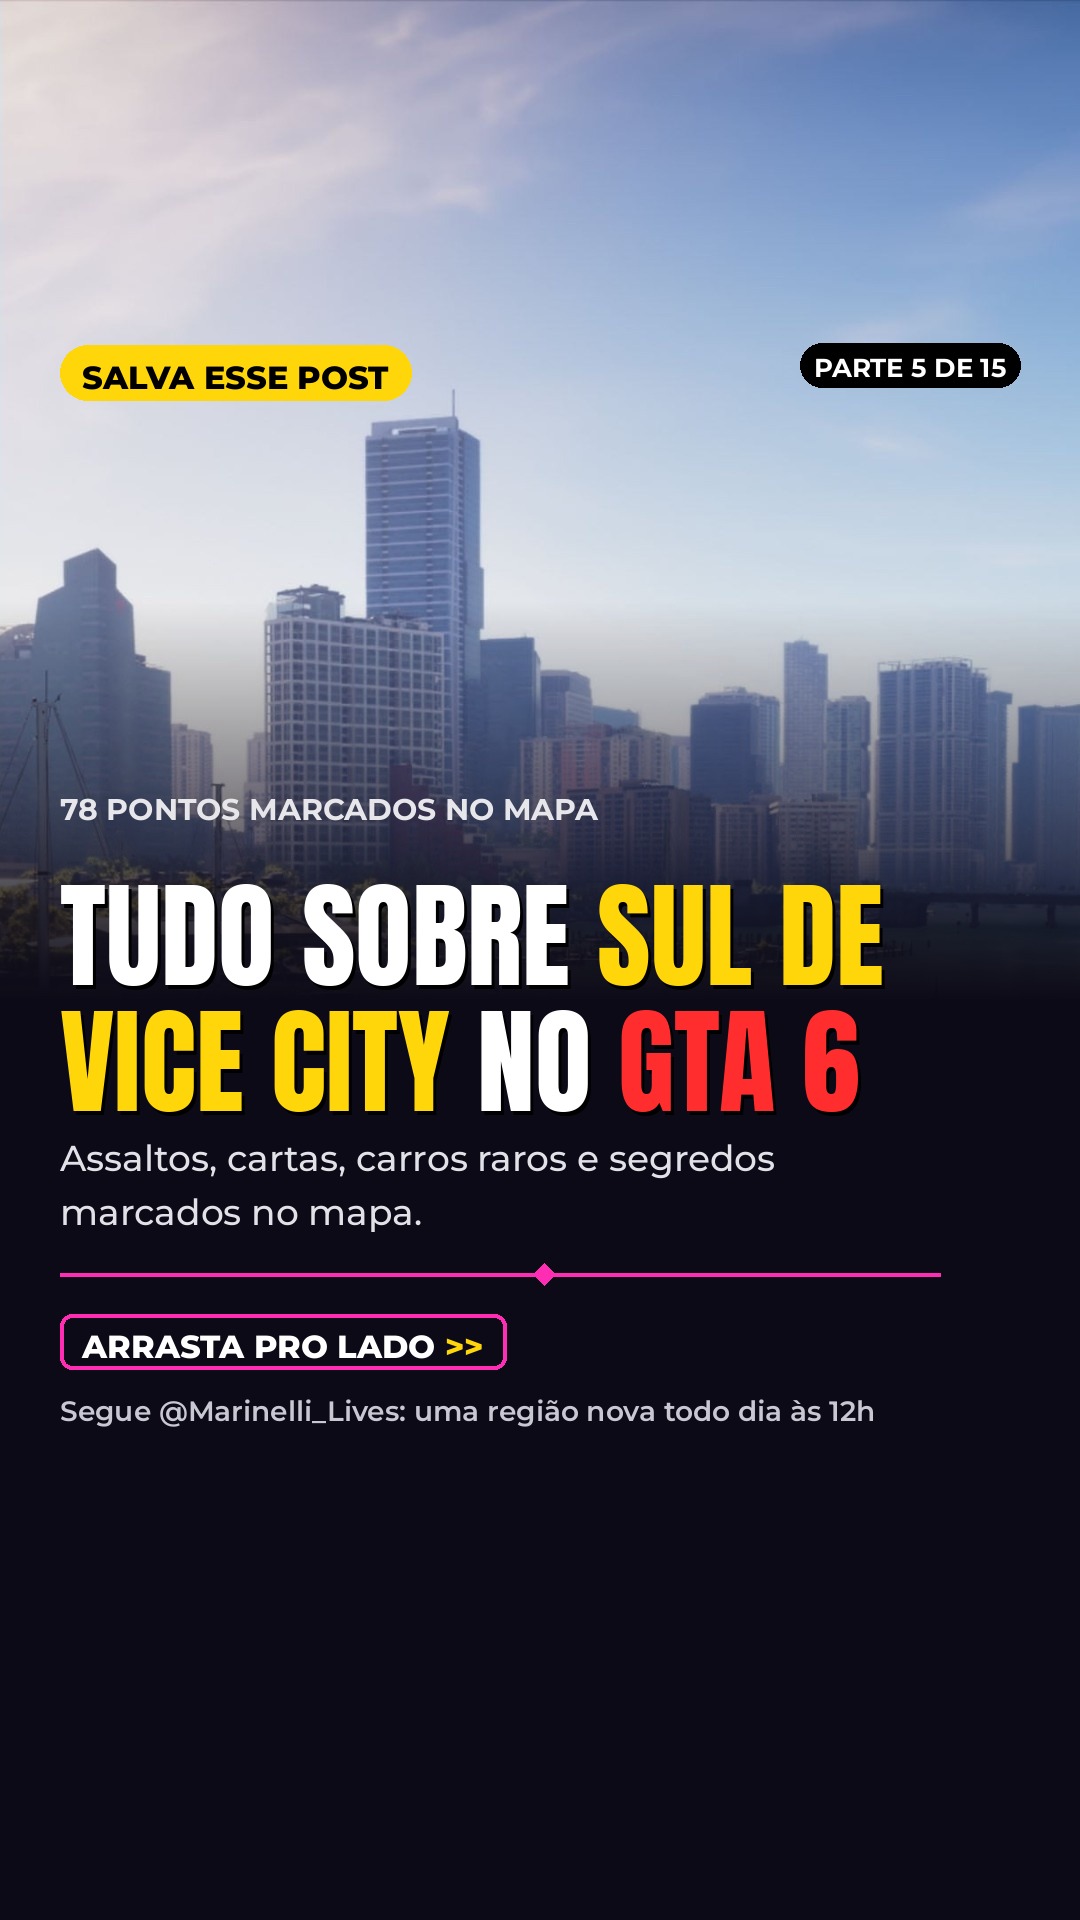 SALVA ESSE POST
PARTE 5 DE 15
78 PONTOS MARCADOS NO MAPA
TUDO SOBRE SUL DE
VICE CITY NO GTA 6
Assaltos, cartas, carros raros e segredos
marcados no mapa.
ARRASTA PRO LADO >>
Segue @Marinelli_Lives: uma região nova todo dia às 12h